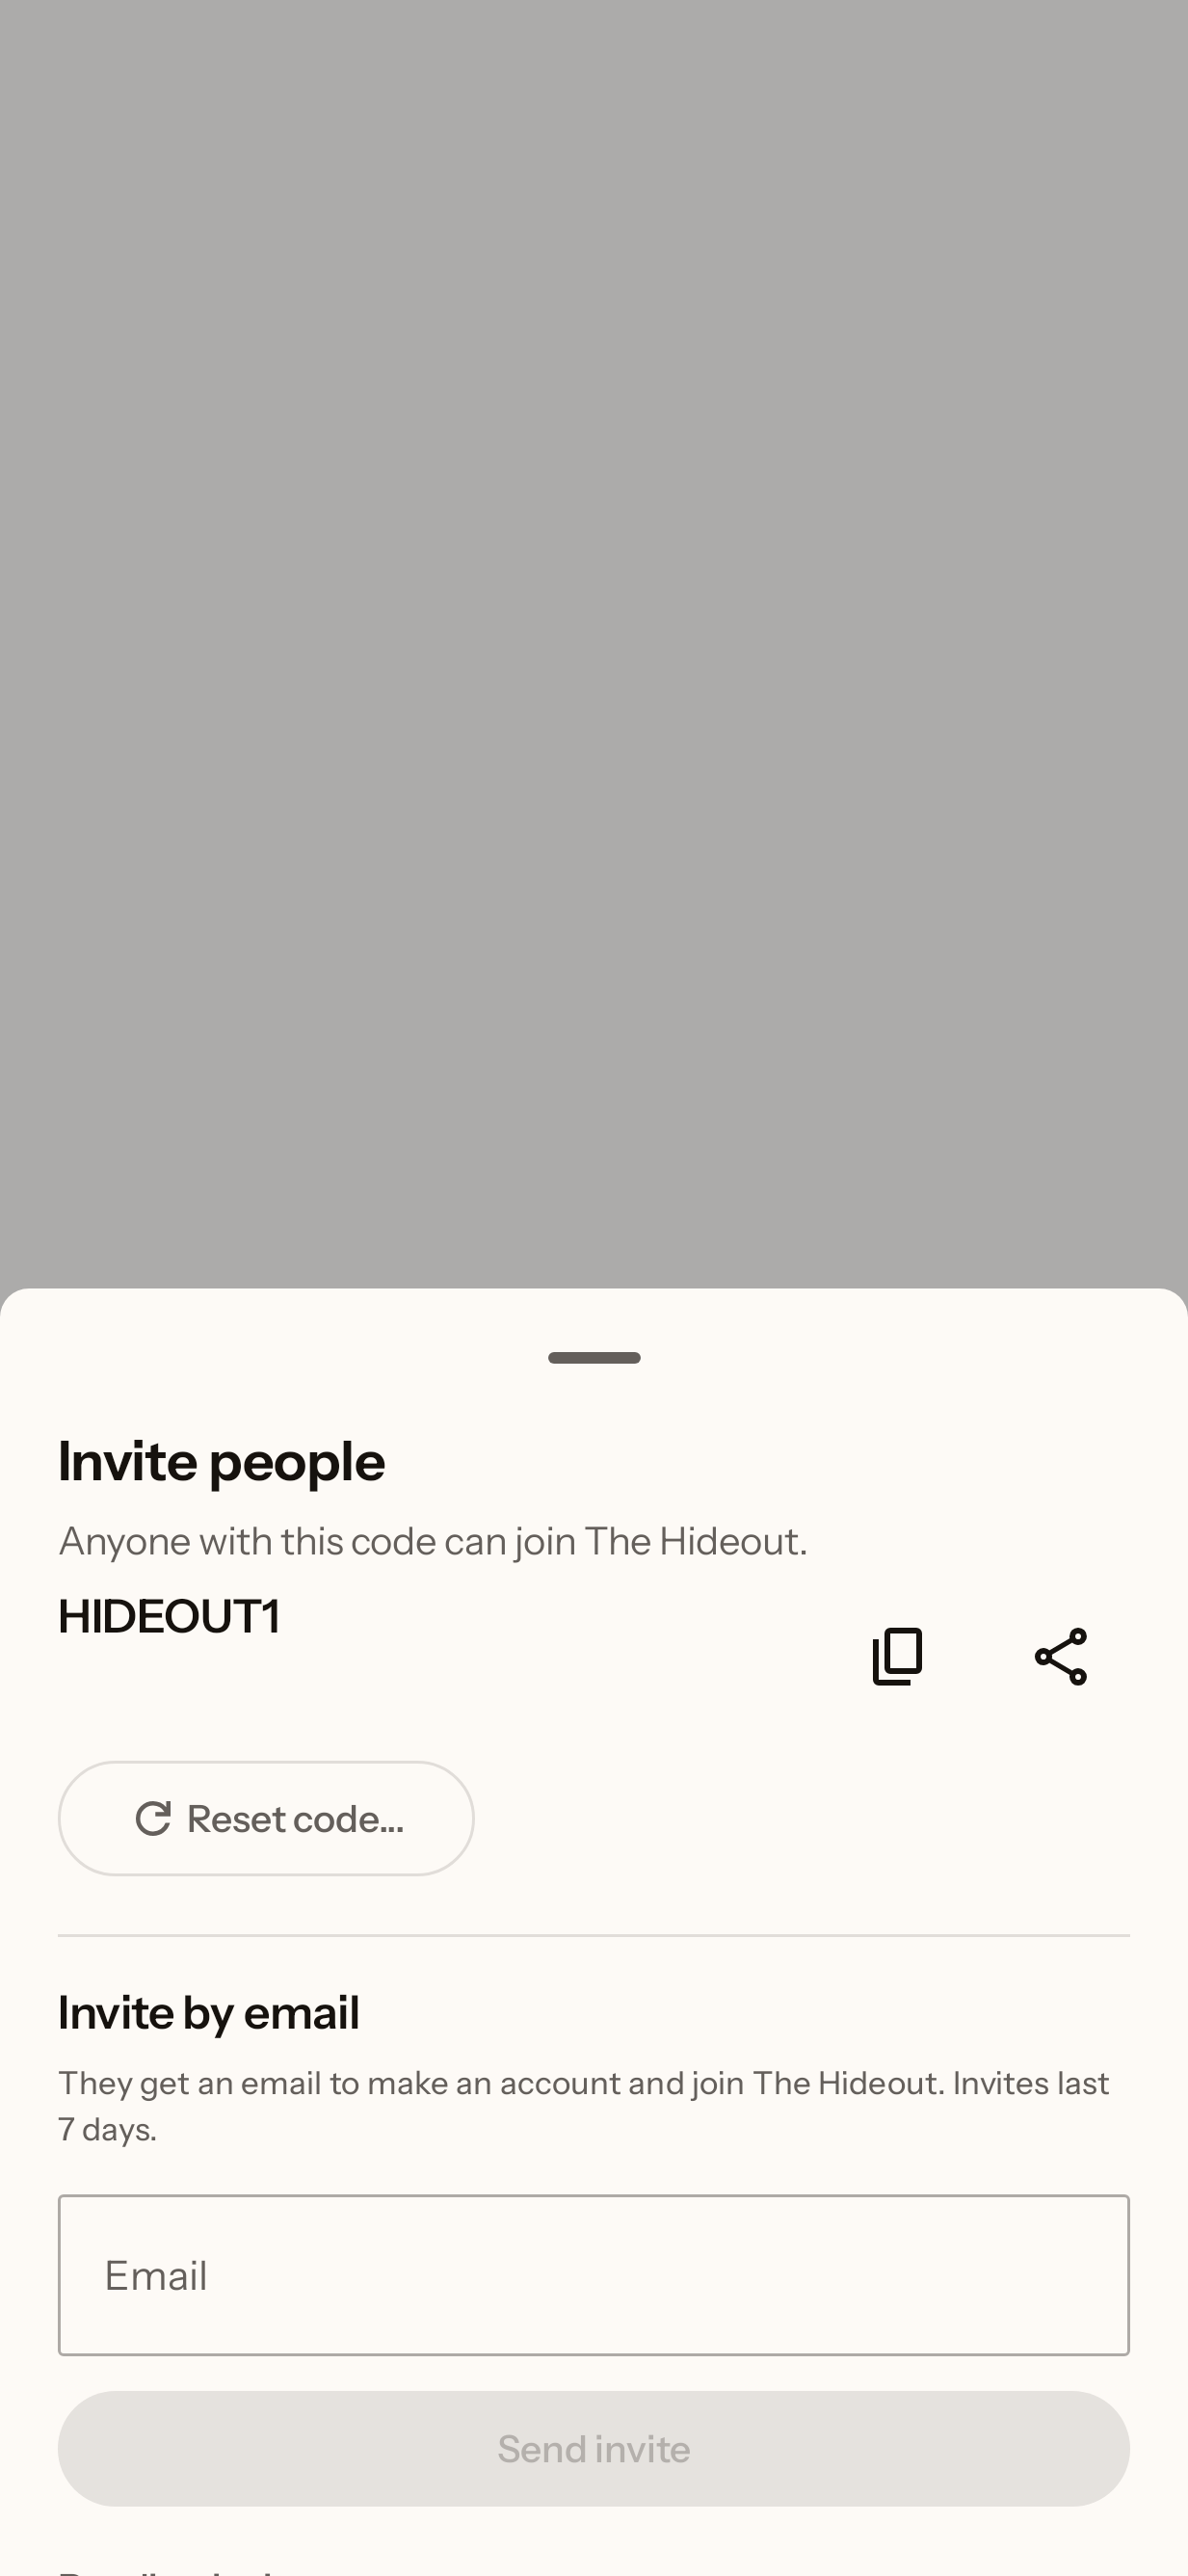 Invite people
Anyone with this code can join The Hideout.
HIDEOUT1
Reset code...
Invite by email
They get an email to make an account and join The Hideout. Invites last
7 days.
Email
Send invite